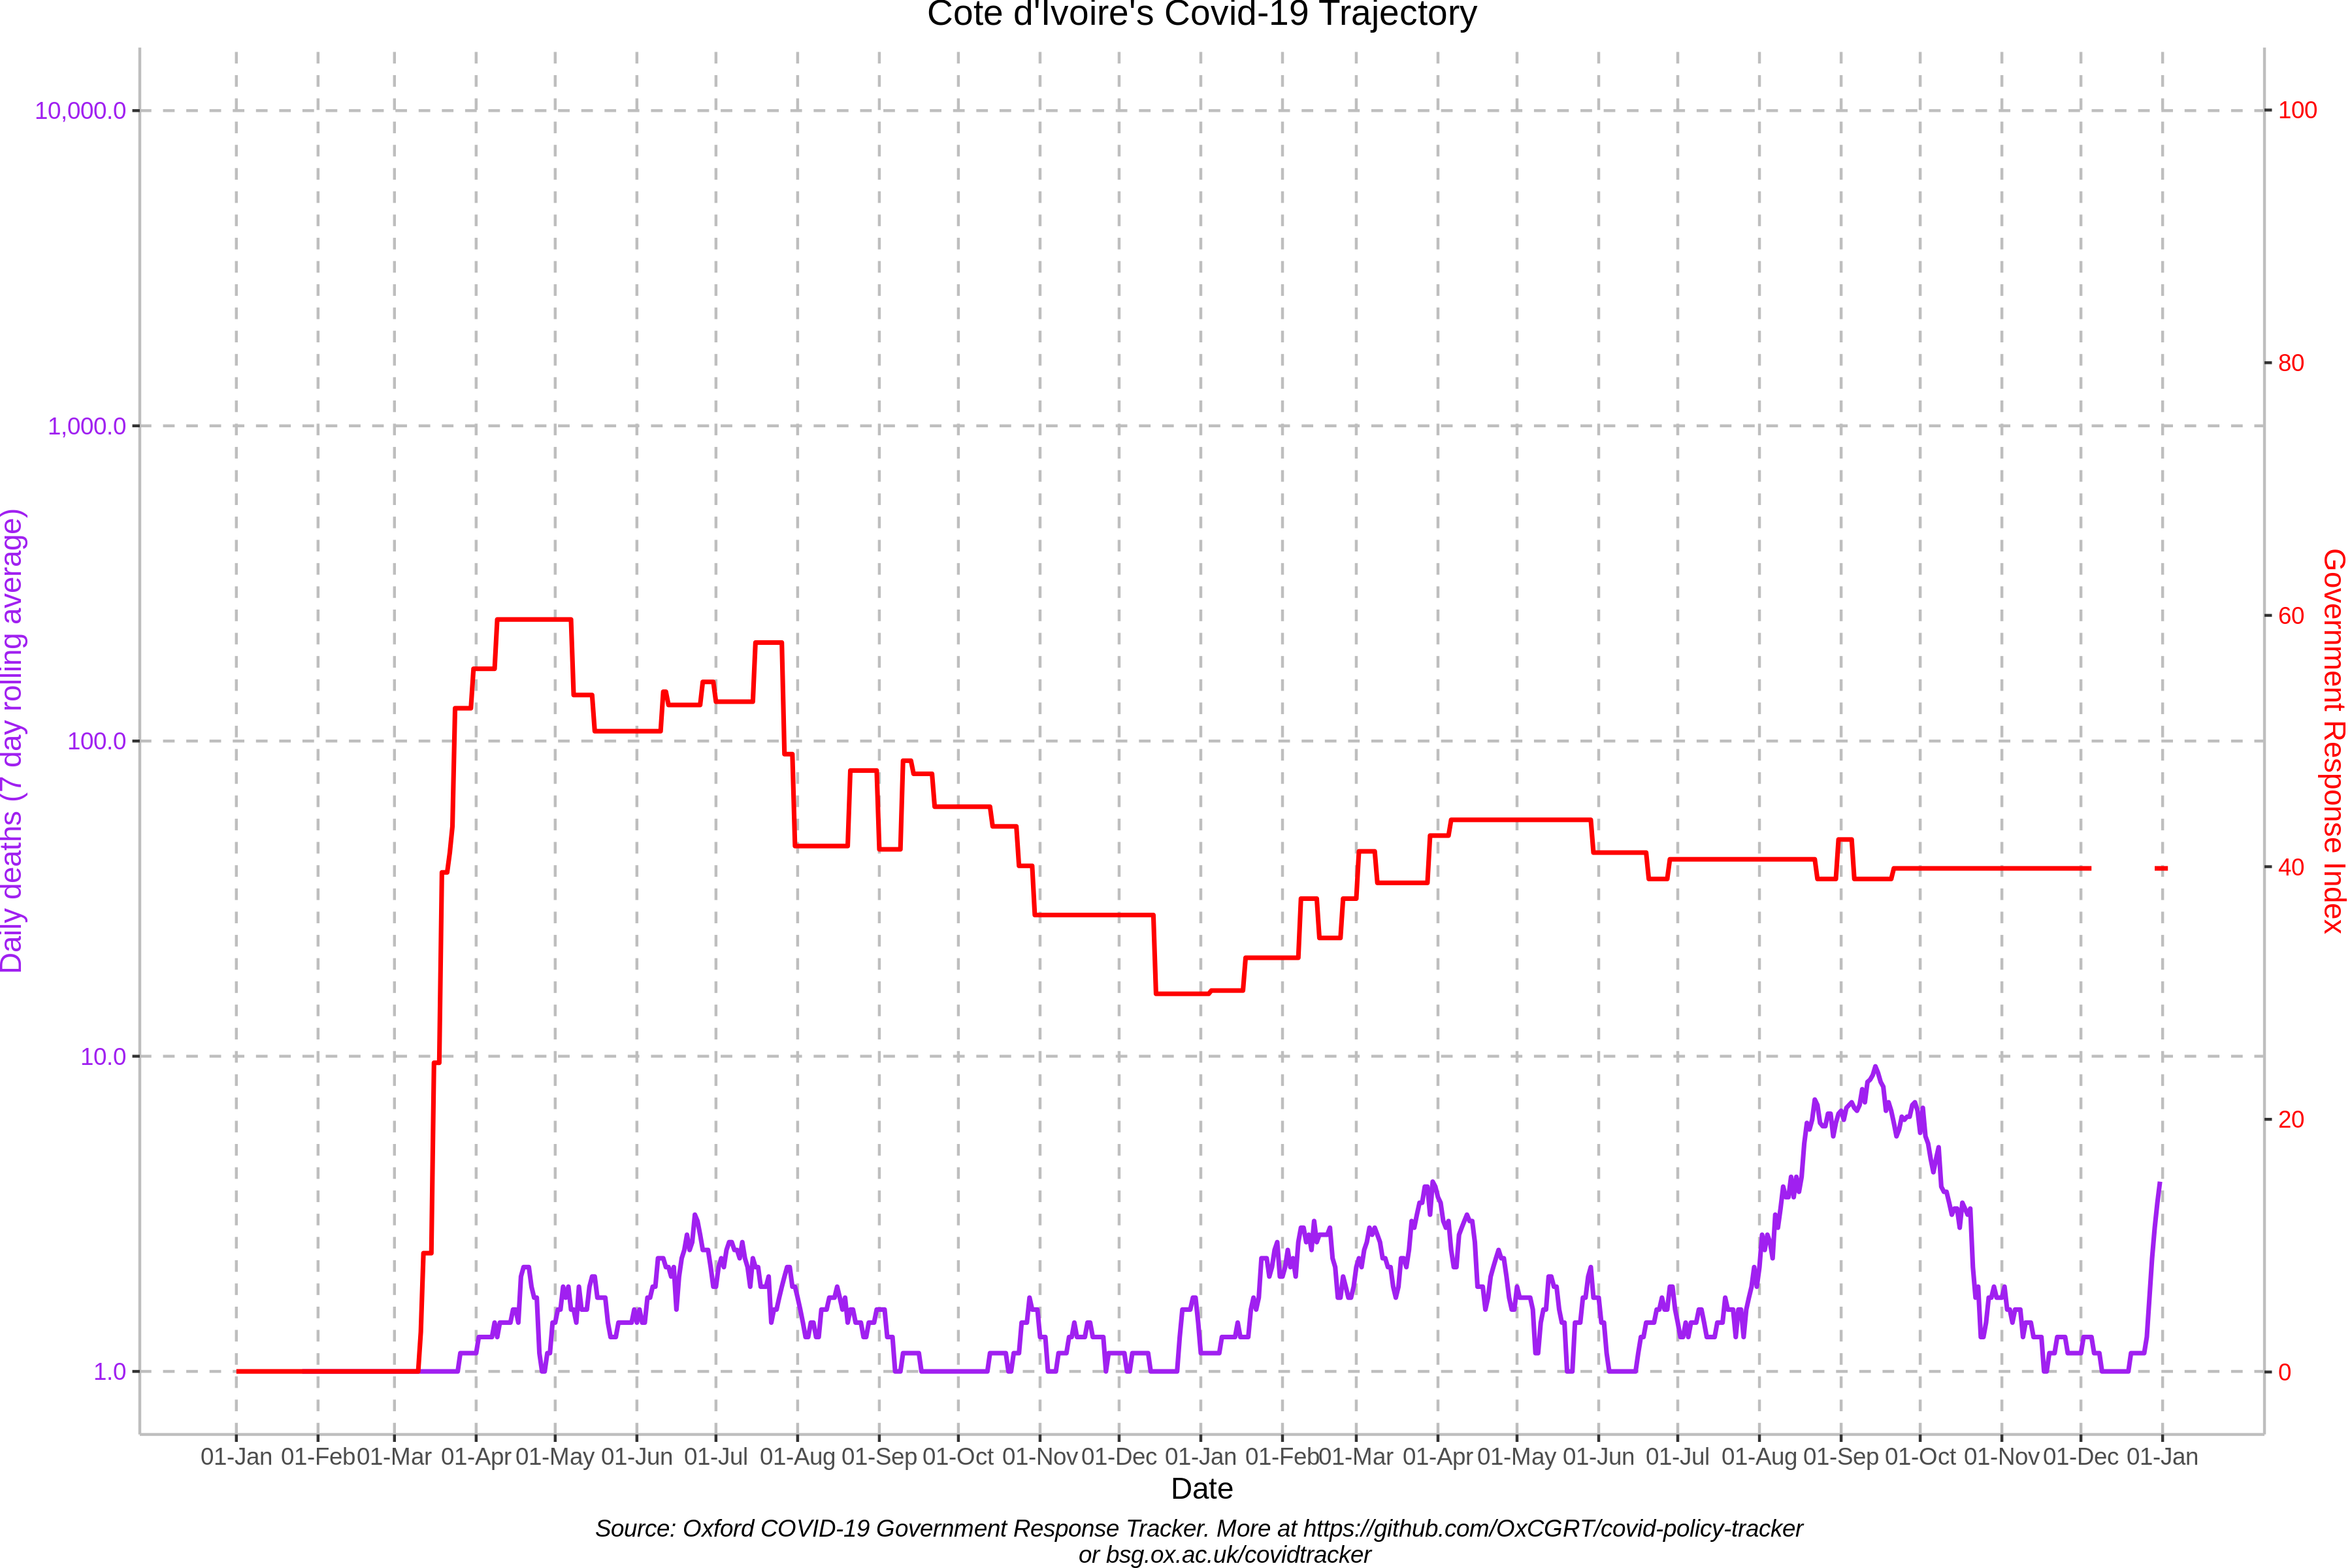 Cote d'Ivoire's Covid-19 Trajectory
10,000.0
1,000.0
100.0
10.0
1.0
Daily deaths (7 day rolling average)
100
80
60
40
20
0
Government Response Index
01-Jan 01-Feb 01-Mar 01-Apr 01-May 01-Jun 01-Jul 01-Aug 01-Sep 01-Oct 01-Nov 01-Dec 01-Jan 01-Feb 01-Mar 01-Apr 01-May 01-Jun 01-Jul 01-Aug 01-Sep 01-Oct 01-Nov 01-Dec 01-Jan
Date
Source: Oxford COVID-19 Government Response Tracker. More at https://github.com/OxCGRT/covid-policy-tracker
or bsg.ox.ac.uk/covidtracker